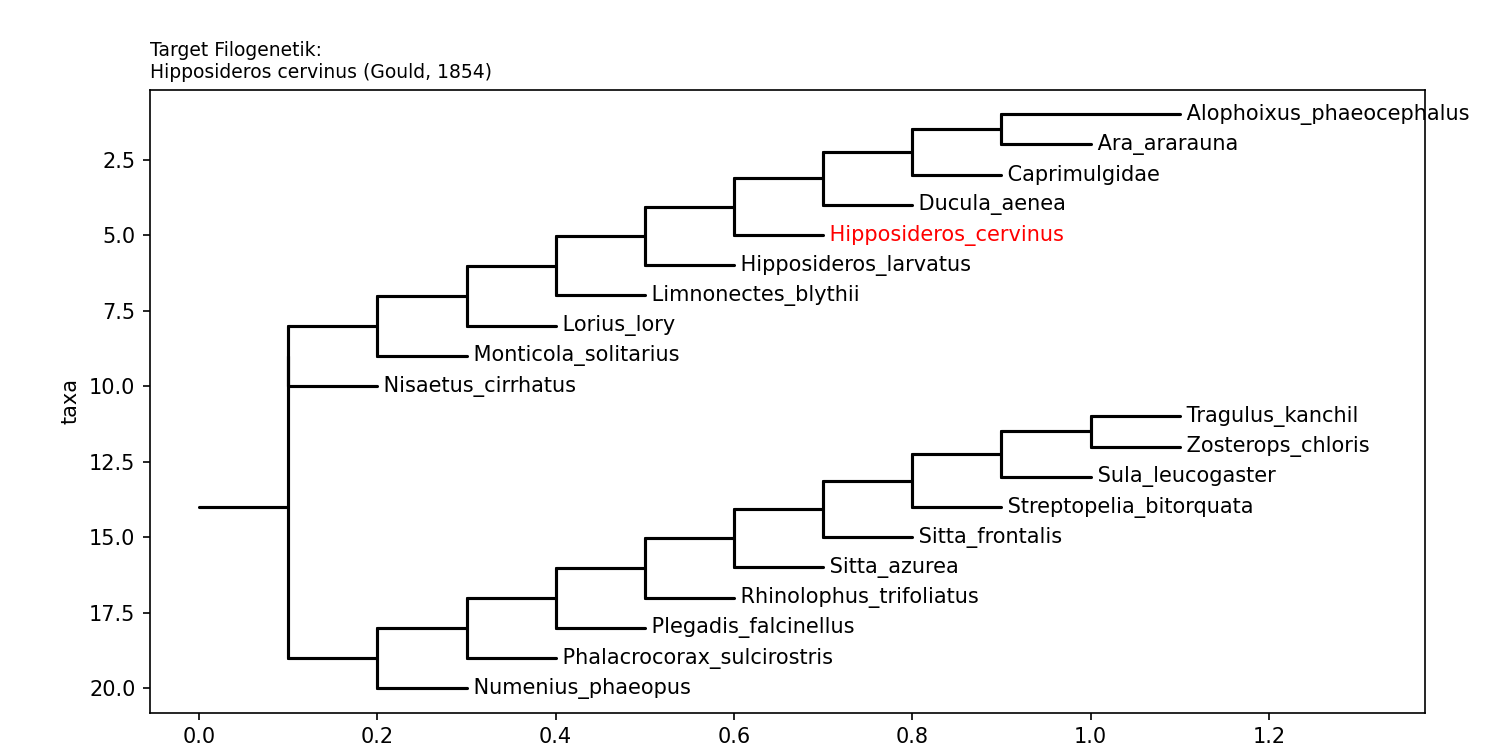 Target Filogenetik:
Hipposideros cervinus (Gould, 1854)
Alophoixus_phaeocephalus
Ara_ararauna
Caprimulgidae
Ducula_aenea
Hipposideros_cervinus
Hipposideros_larvatus
Limnonectes_blythii
Lorius_lory
Monticola_solitarius
Nisaetus_cirrhatus
Tragulus_kanchil
Zosterops_chloris
Sula_leucogaster
Streptopelia_bitorquata
Sitta_frontalis
Sitta_azurea
Rhinolophus_trifoliatus
Plegadis_falcinellus
Phalacrocorax_sulcirostris
Numenius_phaeopus
taxa
2.5
5.0
7.5
10.0
12.5
15.0
17.5
20.0
0.0 0.2 0.4 0.6 0.8 1.0 1.2